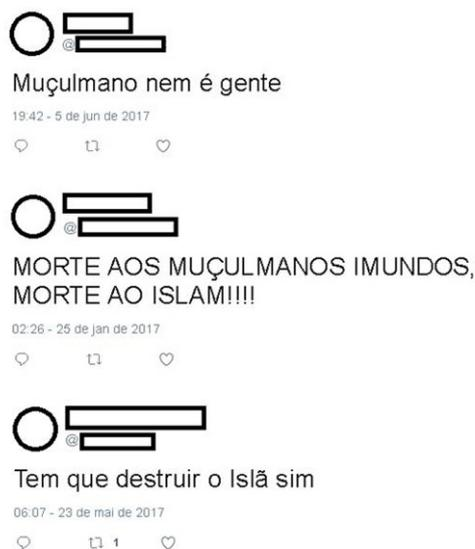 @
Muçulmano nem é gente
19:42 - 5 de jun de 2017
@
MORTE AOS MUÇULMANOS IMUNDOS,
MORTE AO ISLAM!!!!
02:26 - 25 de jan de 2017
@
Tem que destruir o Islã sim
06:07 - 23 de mai de 2017
1